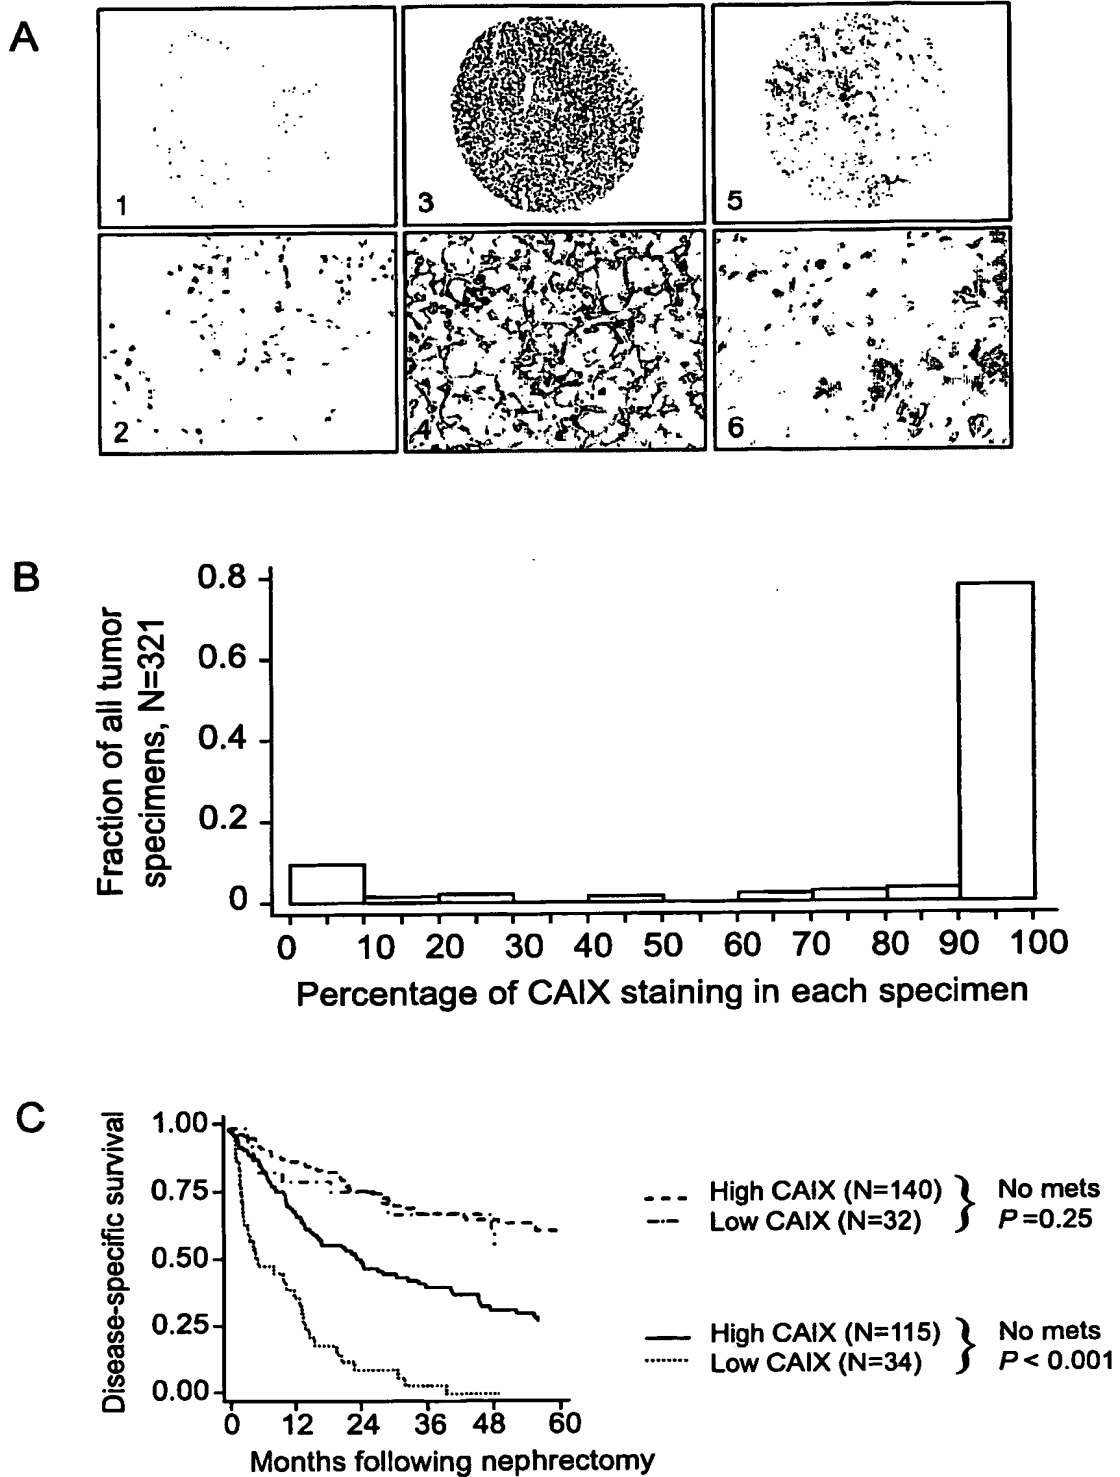 A
1
3
5
2
4
6
B
Fraction of all tumor
specimens, N=321
0.8
0.6
0.4
0.2
0
0 10 20 30 40 50 60 70 80 90 100
Percentage of CAIX staining in each specimen
C
Disease-specific survival
1.00
0.75
0.50
0.25
0.00
0 12 24 36 48 60
Months following nephrectomy
High CAIX (N=140) } No mets
Low CAIX (N=32) P=0.25
High CAIX (N=115) } No mets
Low CAIX (N=34) P< 0.001